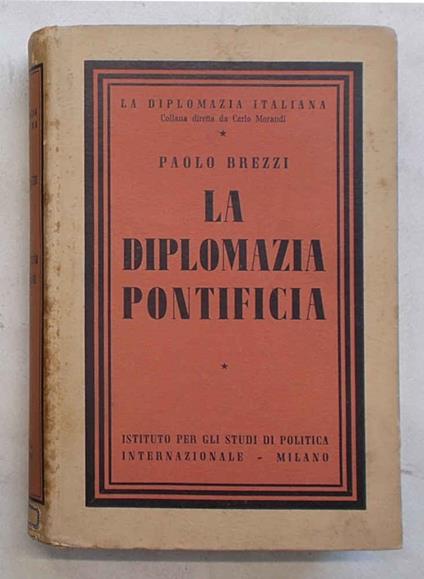 LA DIPLOMAZIA ITALIANA
Collana diretta da Carlo Morandi
PAOLO BREZZI
LA
DIPLOMAZIA
PONTIFICIA
ISTITUTO PER GLI STUDI DI POLITICA
INTERNAZIONALE - MILANO